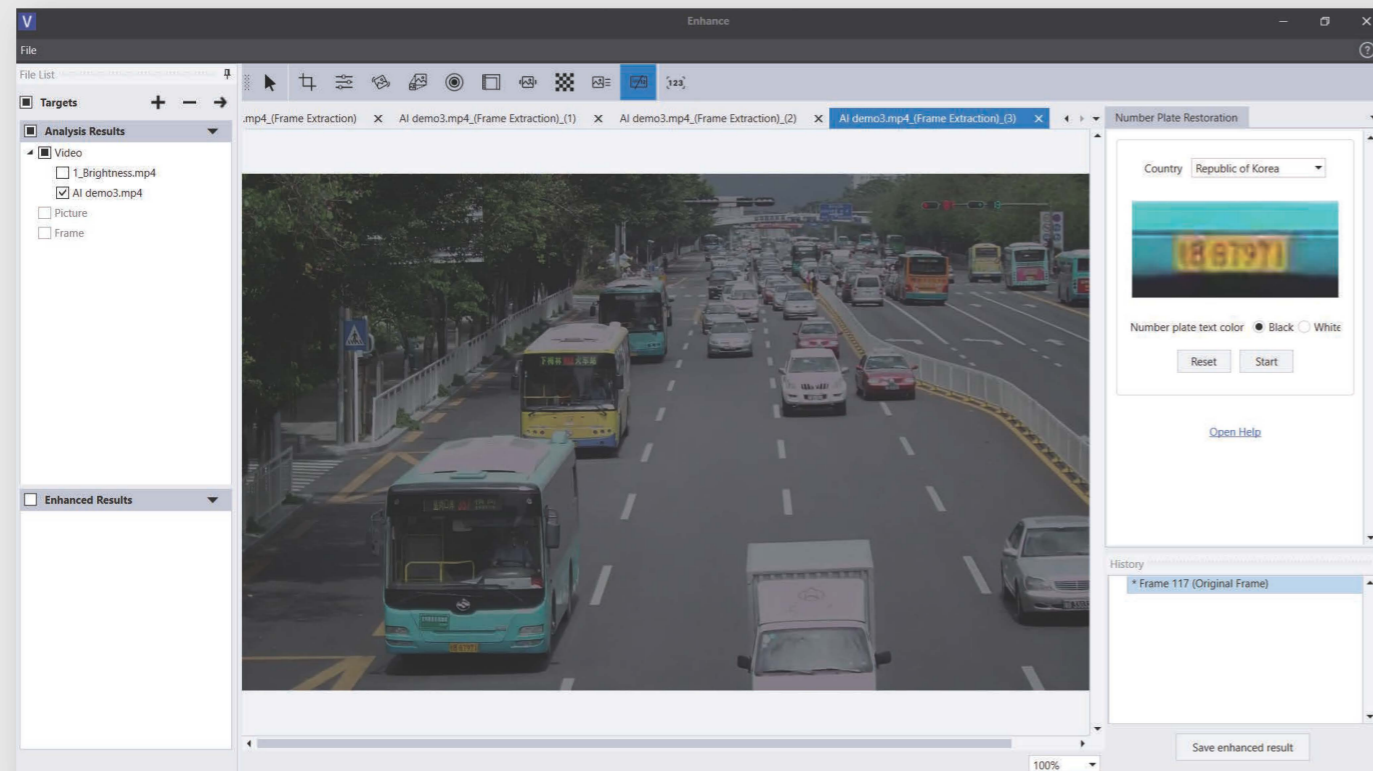 V
Enhance
File
File List
Targets
Analysis Results
Video
1_Brightness.mp4
AI demo3.mp4
Picture
Frame
Enhanced Results
[123]
.mp4_(Frame Extraction)
AI demo3.mp4_(Frame Extraction)_(1)
AI demo3.mp4_(Frame Extraction)_(2)
AI demo3.mp4_(Frame Extraction)_(3)
100%
Number Plate Restoration
Country Republic of Korea
B 87971
Number plate text color Black White
Reset Start
Open Help
History
* Frame 117 (Original Frame)
Save enhanced result